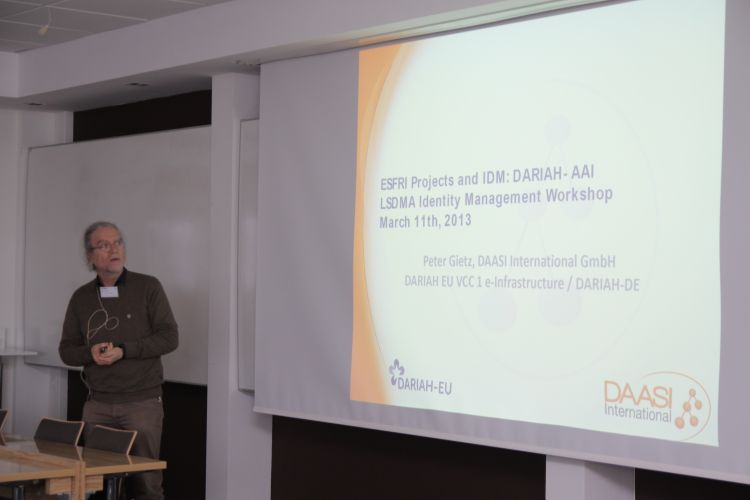 ESFRI Projects and IDM: DARIAH- AAI
LSDMA Identity Management Workshop
March 11th, 2013
Peter Gietz, DAASI International GmbH
DARIAH EU VCC 1 e-Infrastructure / DARIAH-DE
DARIAH-EU
DAASI
International